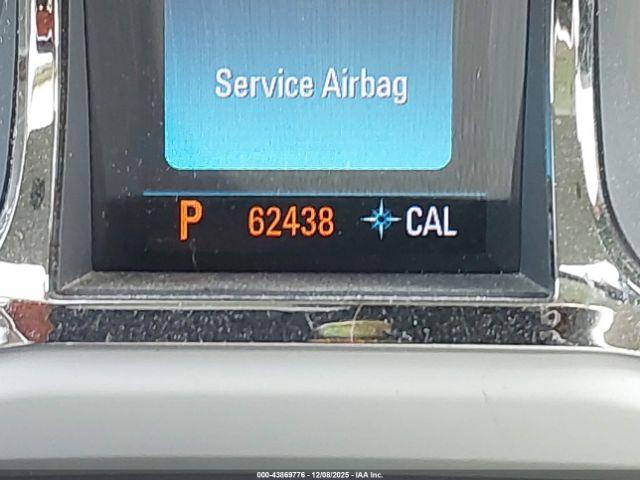 Service Airbag
P 62438 CAL
000-43869776 - 12/08/2025 - IAA Inc.